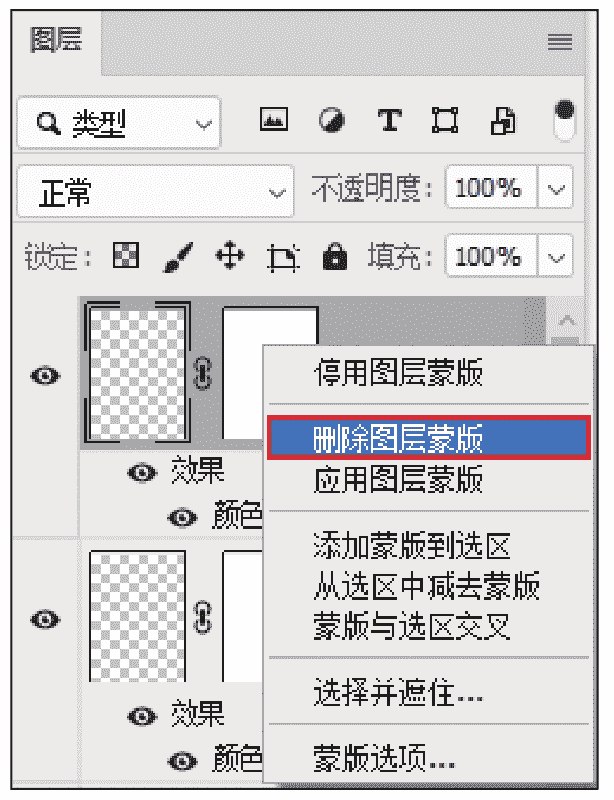 图层
类型
正常
不透明度: 100%
锁定: 填充: 100%
停用图层蒙版
删除图层蒙版
应用图层蒙版
效果
颜色
添加蒙版到选区
从选区中减去蒙版
蒙版与选区交叉
选择并遮住...
效果
颜色
蒙版选项...